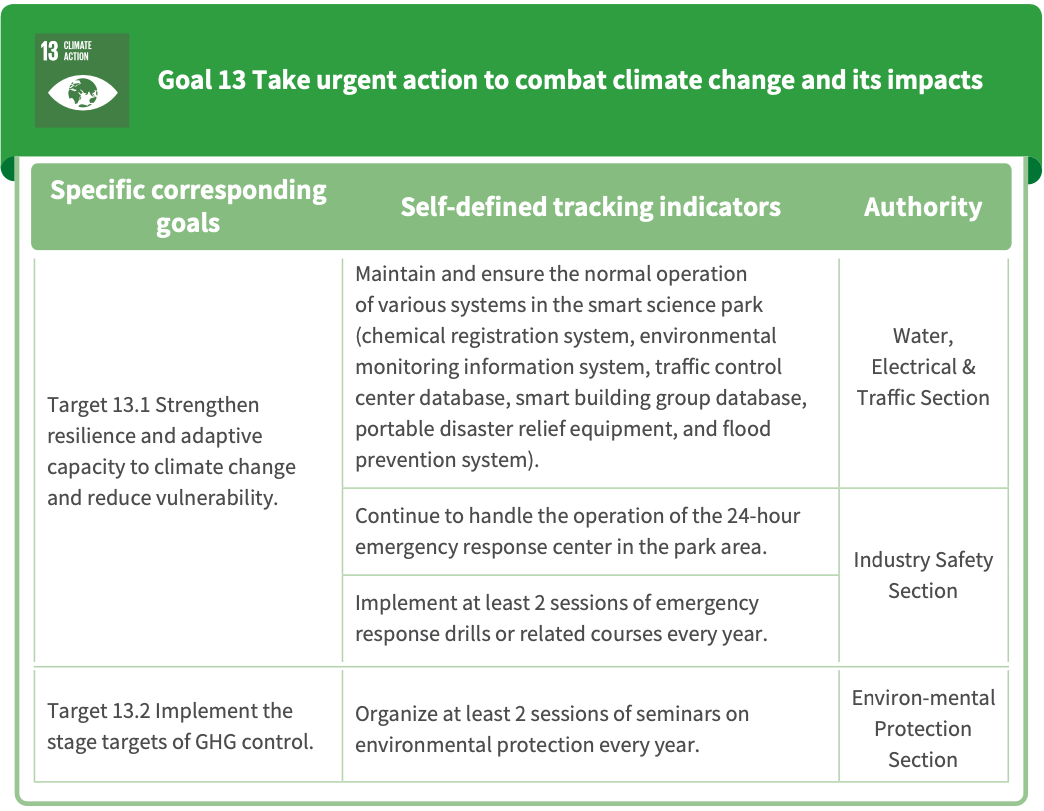 13 CLIMATE
ACTION
Goal 13 Take urgent action to combat climate change and its impacts
Specific corresponding
goals
Self-defined tracking indicators
Authority
Target 13.1 Strengthen
resilience and adaptive
capacity to climate change
and reduce vulnerability.
Maintain and ensure the normal operation
of various systems in the smart science park
(chemical registration system, environmental
monitoring information system, traffic control
center database, smart building group database,
portable disaster relief equipment, and flood
prevention system).
Water,
Electrical &
Traffic Section
Continue to handle the operation of the 24-hour
emergency response center in the park area.
Industry Safety
Section
Implement at least 2 sessions of emergency
response drills or related courses every year.
Target 13.2 Implement the
stage targets of GHG control.
Organize at least 2 sessions of seminars on
environmental protection every year.
Environ-mental
Protection
Section